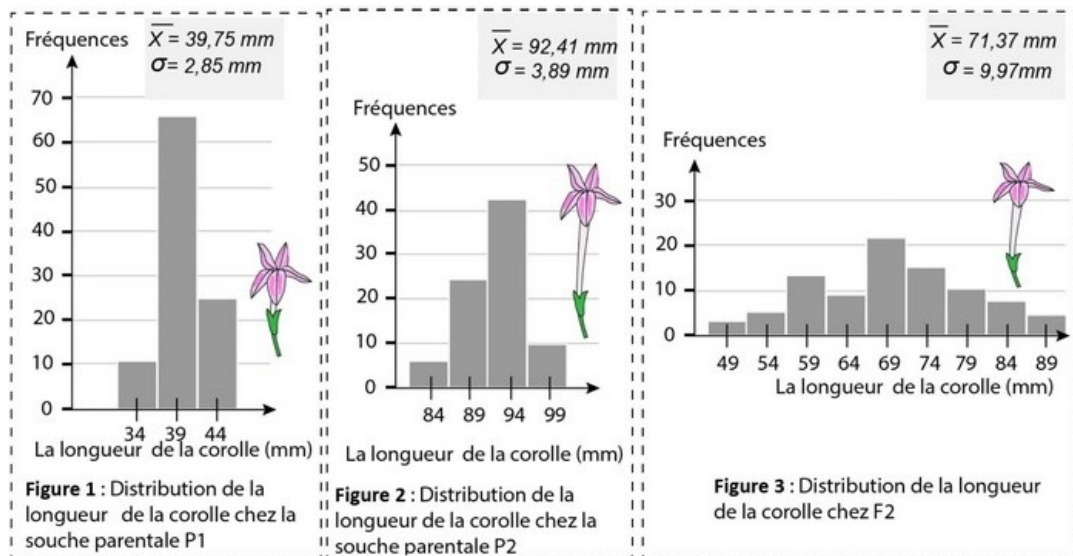 Fréquences
X = 39,75 mm
σ = 2,85 mm
70
60
50
40
30
20
10
0
34 39 44
La longueur de la corolle (mm)
Figure 1 : Distribution de la
longueur de la corolle chez la
souche parentale P1
X = 92,41 mm
σ = 3,89 mm
Fréquences
50
40
30
20
10
0
84 89 94 99
La longueur de la corolle (mm)
Figure 2 : Distribution de la
longueur de la corolle chez la
souche parentale P2
X = 71,37 mm
σ = 9,97mm
Fréquences
30
20
10
0
49 54 59 64 69 74 79 84 89
La longueur de la corolle (mm)
Figure 3 : Distribution de la longueur
de la corolle chez F2